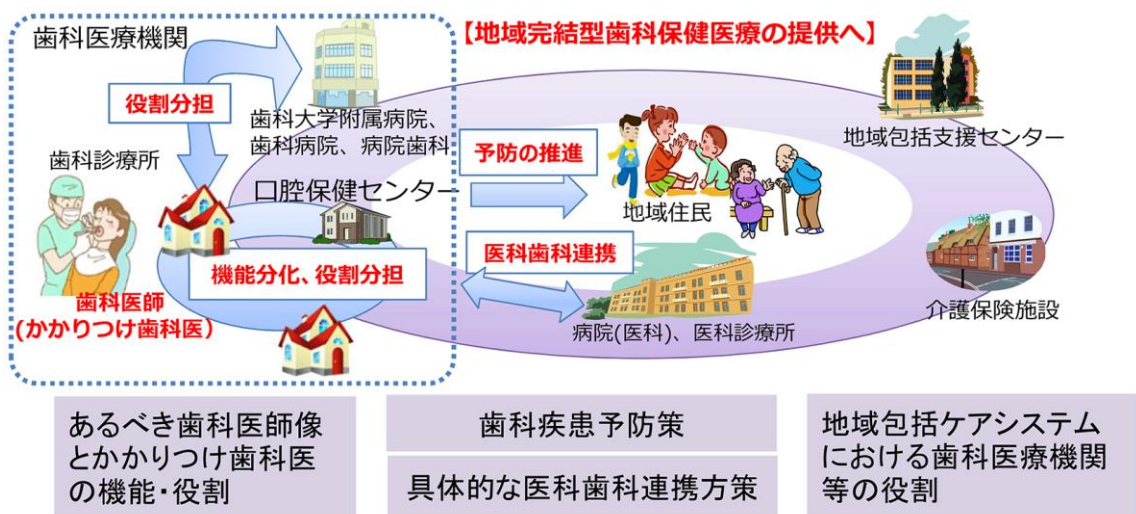 歯科医療機関
【地域完結型歯科保健医療の提供へ】
役割分担
歯科大学附属病院、
歯科病院、病院歯科
地域包括支援センター
歯科診療所
予防の推進
口腔保健センター
地域住民
医科歯科連携
機能分化、役割分担
歯科医師
(かかりつけ歯科医)
病院(医科)、医科診療所
介護保険施設
あるべき歯科医師像
とかかりつけ歯科医
の機能・役割
歯科疾患予防策
具体的な医科歯科連携方策
地域包括ケアシステム
における歯科医療機関
等の役割